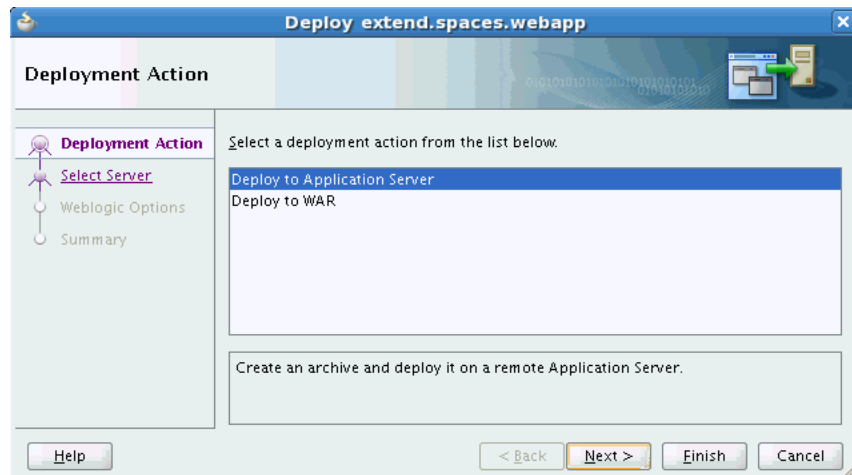 Deploy extend.spaces.webapp
Deployment Action
Deployment Action
Select a deployment action from the list below.
Select Server
Weblogic Options
Summary
Deploy to Application Server
Deploy to WAR
Create an archive and deploy it on a remote Application Server.
Help
< Back
Next >
Finish
Cancel